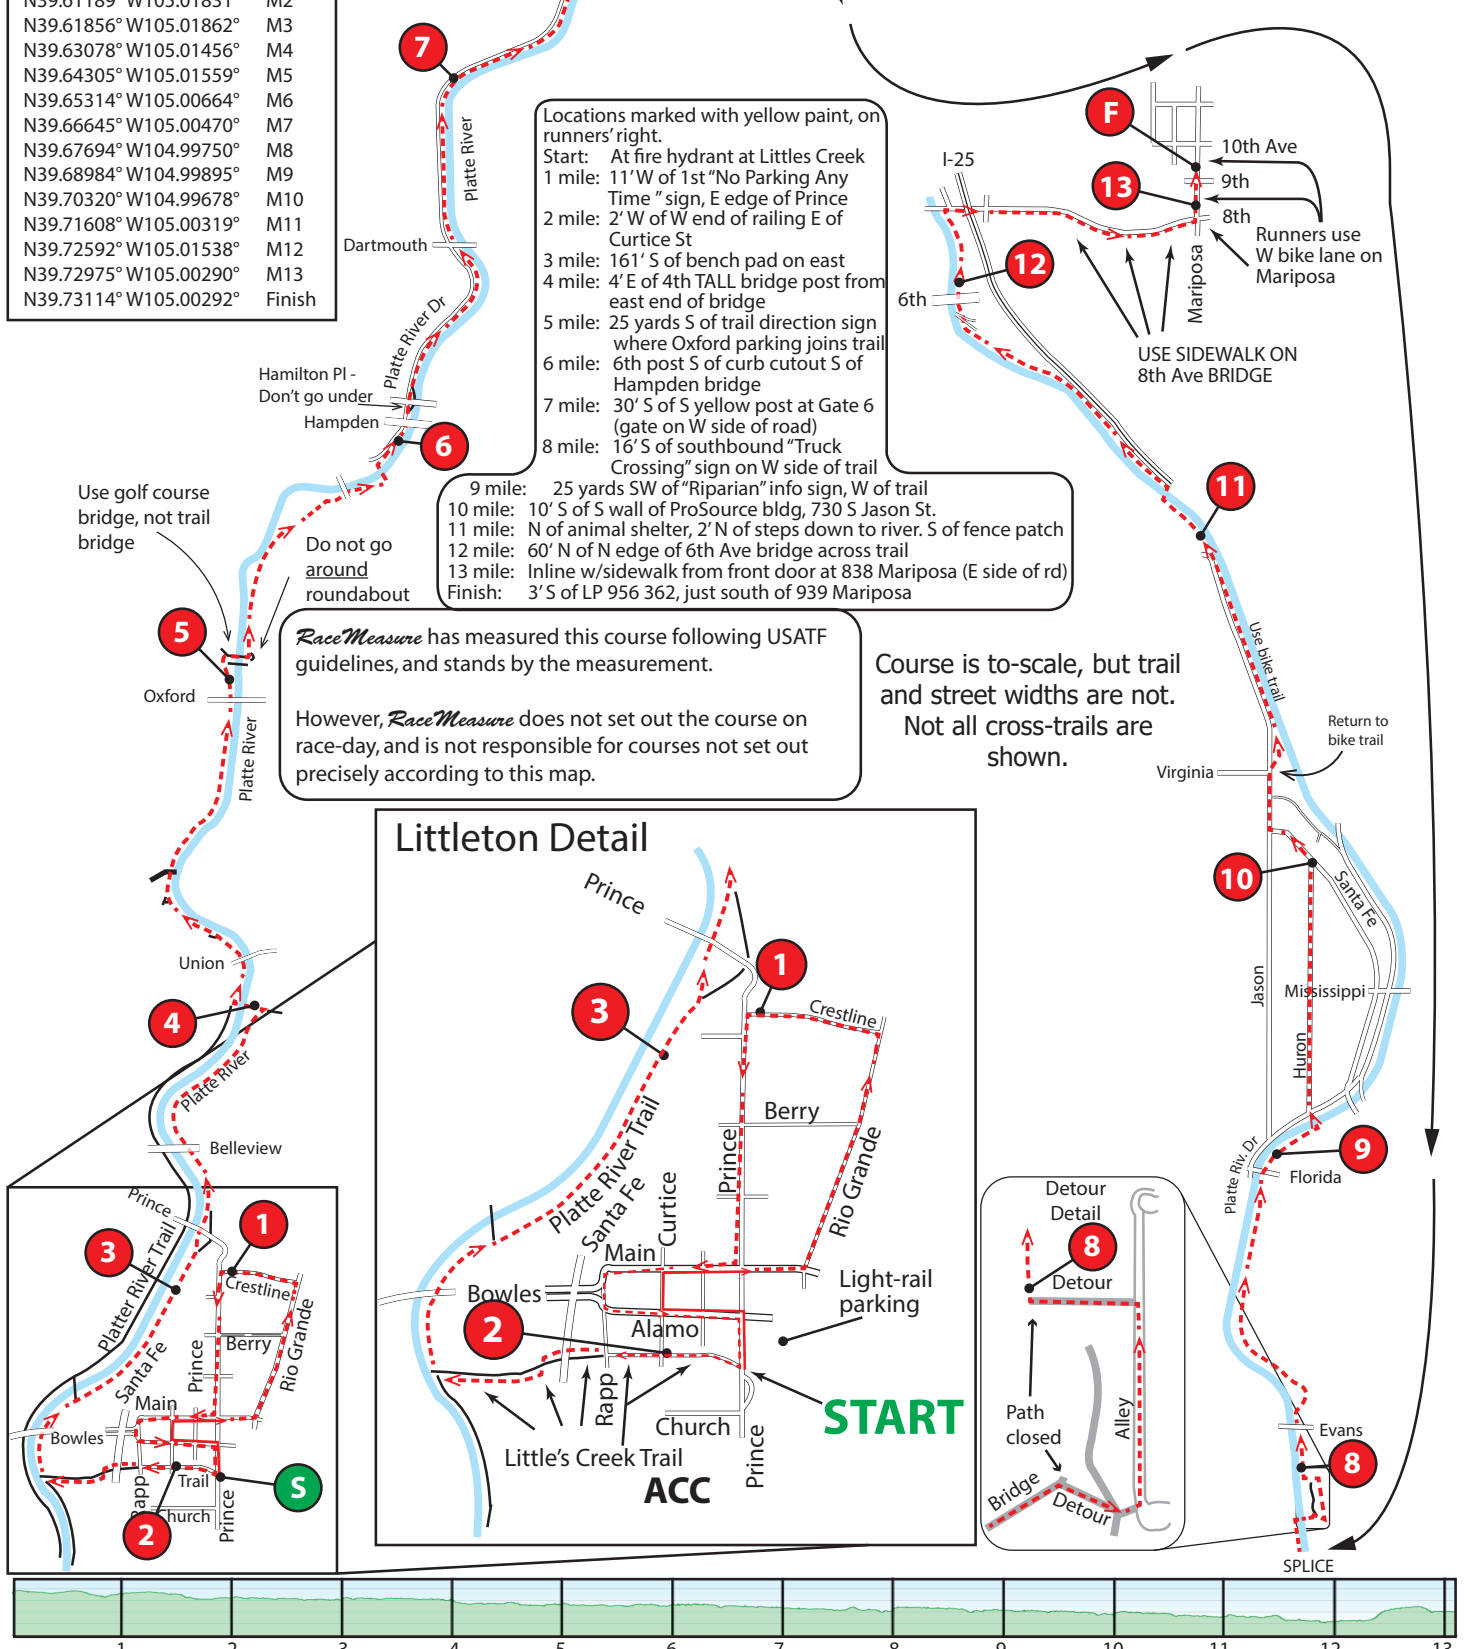 N39.61189° W105.01831° M2
N39.61856° W105.01862° M3
N39.63078° W105.01456° M4
N39.64305° W105.01559° M5
N39.65314° W105.00664° M6
N39.66645° W105.00470° M7
N39.67694° W104.99750° M8
N39.68984° W104.99895° M9
N39.70320° W104.99678° M10
N39.71608° W105.00319° M11
N39.72592° W105.01538° M12
N39.72975° W105.00290° M13
N39.73114° W105.00292° Finish
7
Platte River
Dartmouth
Platte River Dr
Hamilton Pl -
Don't go under
Hampden
6
Use golf course
bridge, not trail
bridge
Do not go
around
roundabout
5
Oxford
Platte River
Union
4
Platte River
Belleview
Locations marked with yellow paint, on
runners' right.
Start: At fire hydrant at Littles Creek
1 mile: 11' W of 1st "No Parking Any
Time " sign, E edge of Prince
2 mile: 2' W of W end of railing E of
Curtice St
3 mile: 161' S of bench pad on east
4 mile: 4' E of 4th TALL bridge post from
east end of bridge
5 mile: 25 yards S of trail direction sign
where Oxford parking joins trail
6 mile: 6th post S of curb cutout S of
Hampden bridge
7 mile: 30' S of S yellow post at Gate 6
(gate on W side of road)
8 mile: 16' S of southbound "Truck
Crossing" sign on W side of trail
9 mile: 25 yards SW of "Riparian" info sign, W of trail
10 mile: 10' S of S wall of ProSource bldg, 730 S Jason St.
11 mile: N of animal shelter, 2' N of steps down to river. S of fence patch
12 mile: 60' N of N edge of 6th Ave bridge across trail
13 mile: Inline w/sidewalk from front door at 838 Mariposa (E side of rd)
Finish: 3' S of LP 956 362, just south of 939 Mariposa
RaceMeasure has measured this course following USATF
guidelines, and stands by the measurement.
However, RaceMeasure does not set out the course on
race-day, and is not responsible for courses not set out
precisely according to this map.
Course is to-scale, but trail
and street widths are not.
Not all cross-trails are
shown.
F
10th Ave
I-25
13
9th
8th
Runners use
W bike lane on
Mariposa
Mariposa
12
6th
USE SIDEWALK ON
8th Ave BRIDGE
11
Use bike trail
Return to
bike trail
Virginia
10
Santa Fe
Jason
Mississippi
Huron
Platte Riv. Dr
9
Florida
Evans
8
SPLICE
Detour
Detail
8
Detour
Path
closed
Alley
Bridge
Detour
Littleton Detail
Prince
1
3
Crestline
Platte River Trail
Berry
Prince
Rio Grande
Santa Fe
Curtice
Main
Bowles
Light-rail
parking
2
Alamo
Rapp
START
Church
Little's Creek Trail
Prince
ACC
Prince
1
3
Crestline
Platter River Trail
Berry
Prince
Rio Grande
Santa Fe
Main
Bowles
Trail
S
Rapp
2
Church
Prince
1 2 3 4 5 6 7 8 9 10 11 12 13